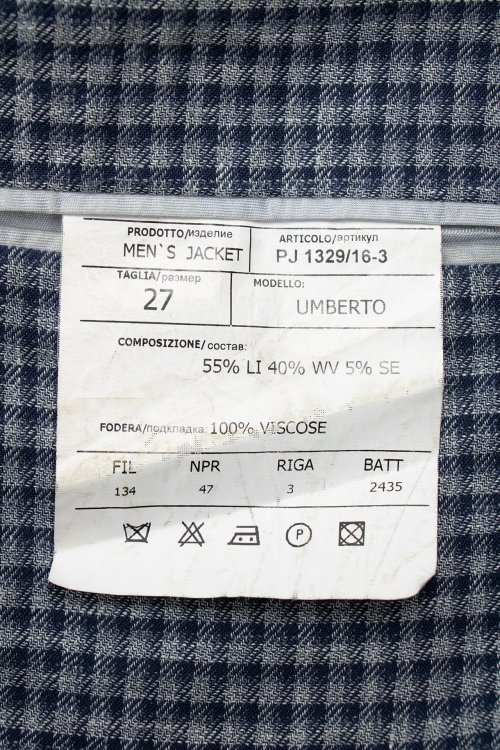 PRODOTTO/изделие
MEN`S JACKET
ARTICOLO/артикул
PJ 1329/16-3
TAGLIA/размер
27
MODELLO:
UMBERTO
COMPOSIZIONE/состав:
55% LI 40% WV 5% SE
FODERA/подкладка: 100% VISCOSE
FIL NPR RIGA BATT
134 47 3 2435
P